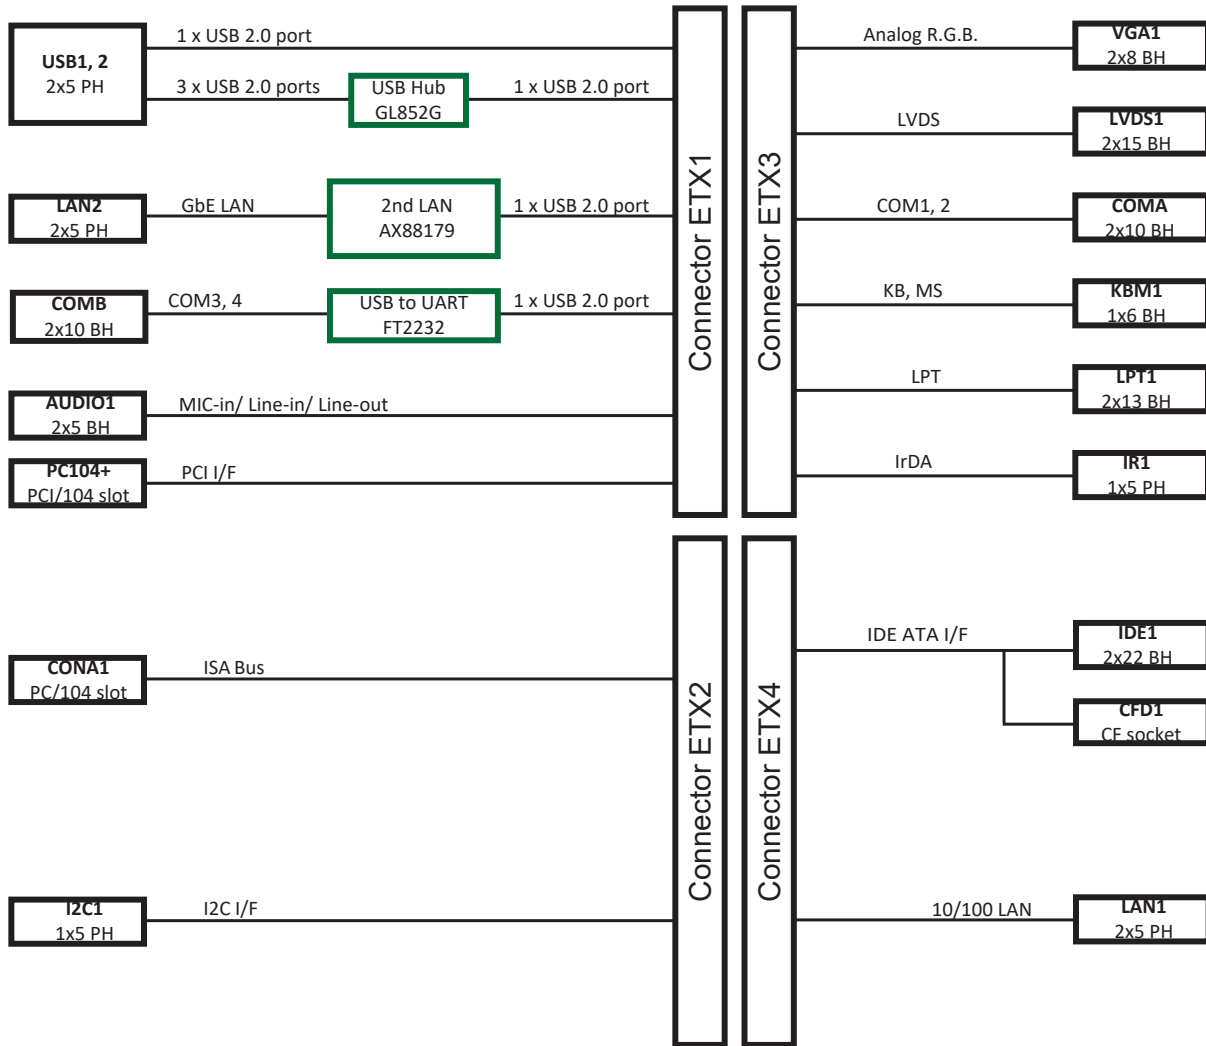 USB1, 2
2x5 PH
1 x USB 2.0 port
3 x USB 2.0 ports
USB Hub
GL852G
1 x USB 2.0 port
LAN2
2x5 PH
GbE LAN
2nd LAN
AX88179
1 x USB 2.0 port
COMB
2x10 BH
COM3, 4
USB to UART
FT2232
1 x USB 2.0 port
AUDIO1
2x5 BH
MIC-in/ Line-in/ Line-out
PC104+
PCI/104 slot
PCI I/F
Connector ETX1
Connector ETX3
Analog R.G.B.
VGA1
2x8 BH
LVDS
LVDS1
2x15 BH
COM1, 2
COMA
2x10 BH
KB, MS
KBM1
1x6 BH
LPT
LPT1
2x13 BH
IrDA
IR1
1x5 PH
CONA1
PC/104 slot
ISA Bus
I2C1
1x5 PH
I2C I/F
Connector ETX2
Connector ETX4
IDE ATA I/F
IDE1
2x22 BH
CFD1
CF socket
10/100 LAN
LAN1
2x5 PH